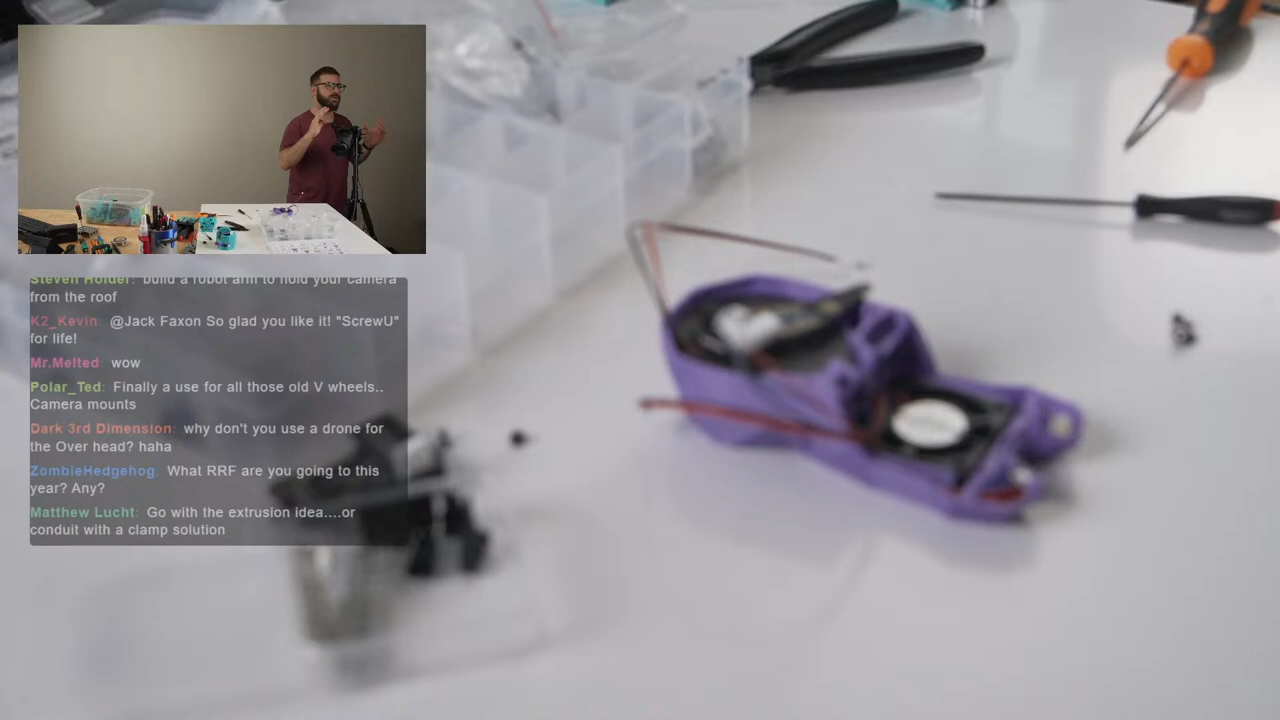 Steven Holder: build a robot arm to hold your camera
from the roof
K2_Kevin: @Jack Faxon So glad you like it! "ScrewU"
for life!
Mr.Melted: wow
Polar_Ted: Finally a use for all those old V wheels..
Camera mounts
Dark 3rd Dimension: why don't you use a drone for
the Over head? haha
ZombieHedgehog: What RRF are you going to this
year? Any?
Matthew Lucht: Go with the extrusion idea....or
conduit with a clamp solution